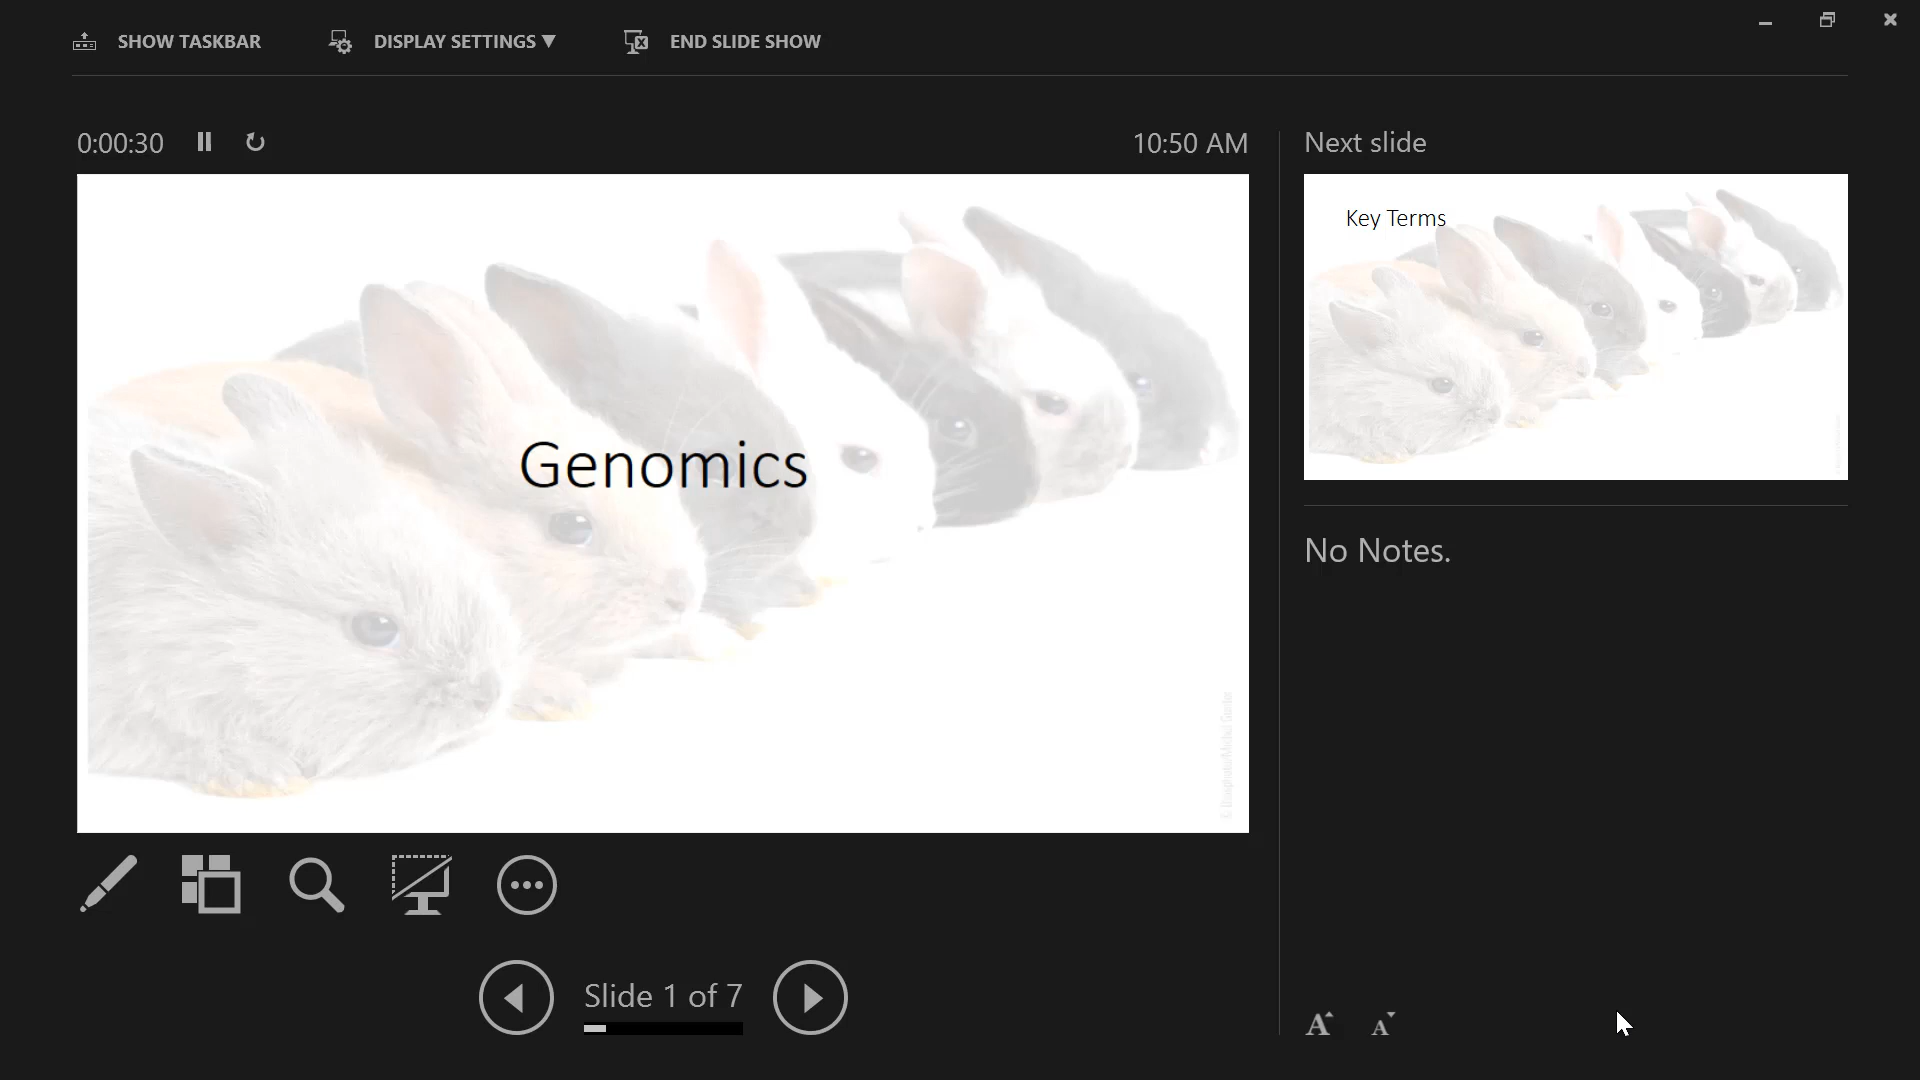 SHOW TASKBAR
DISPLAY SETTINGS
END SLIDE SHOW
0:00:30
10:50 AM
Next slide
Genomics
Key Terms
No Notes.
Slide 1 of 7